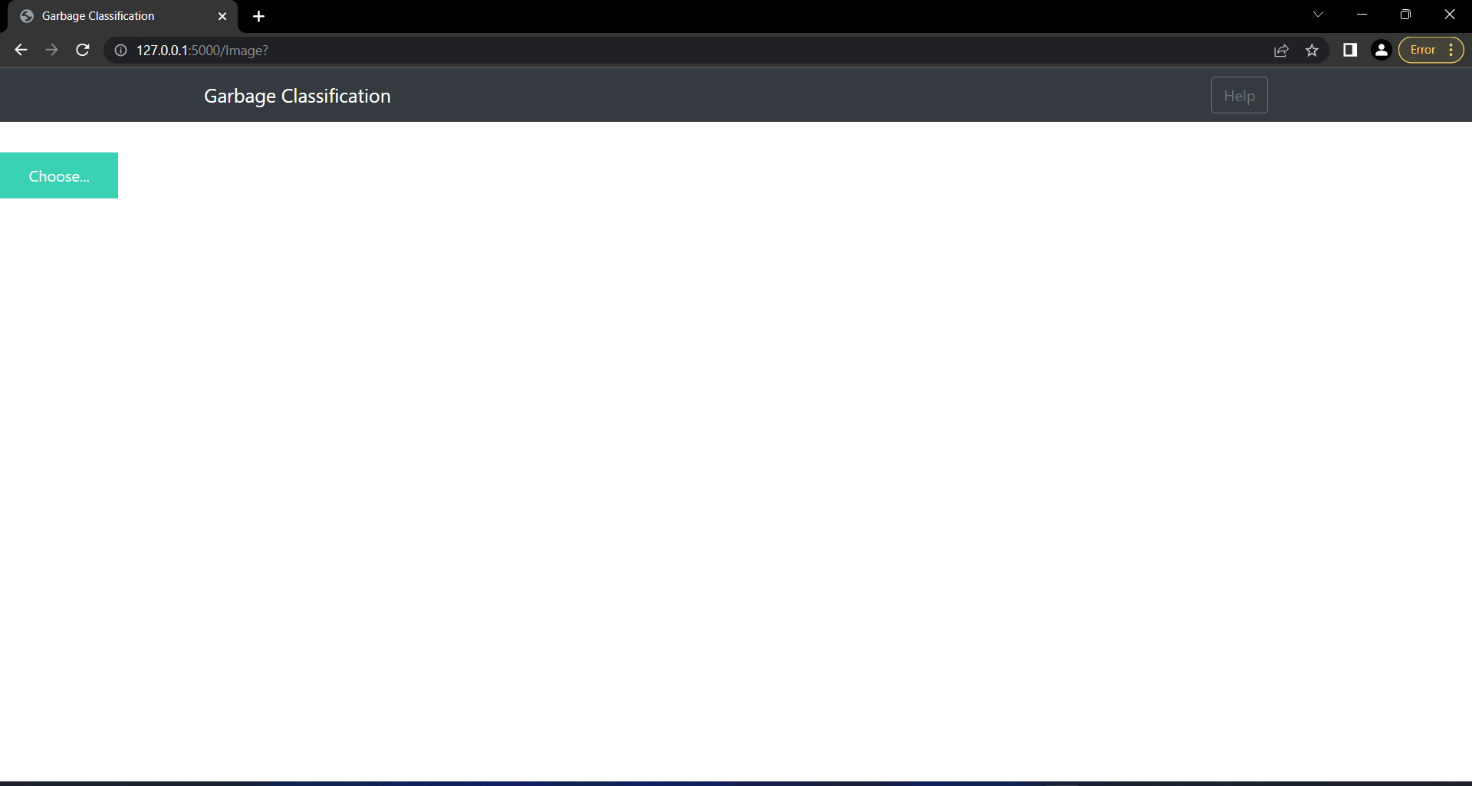 Garbage Classification
127.0.0.1:5000/Image?
Error
Garbage Classification
Help
Choose...